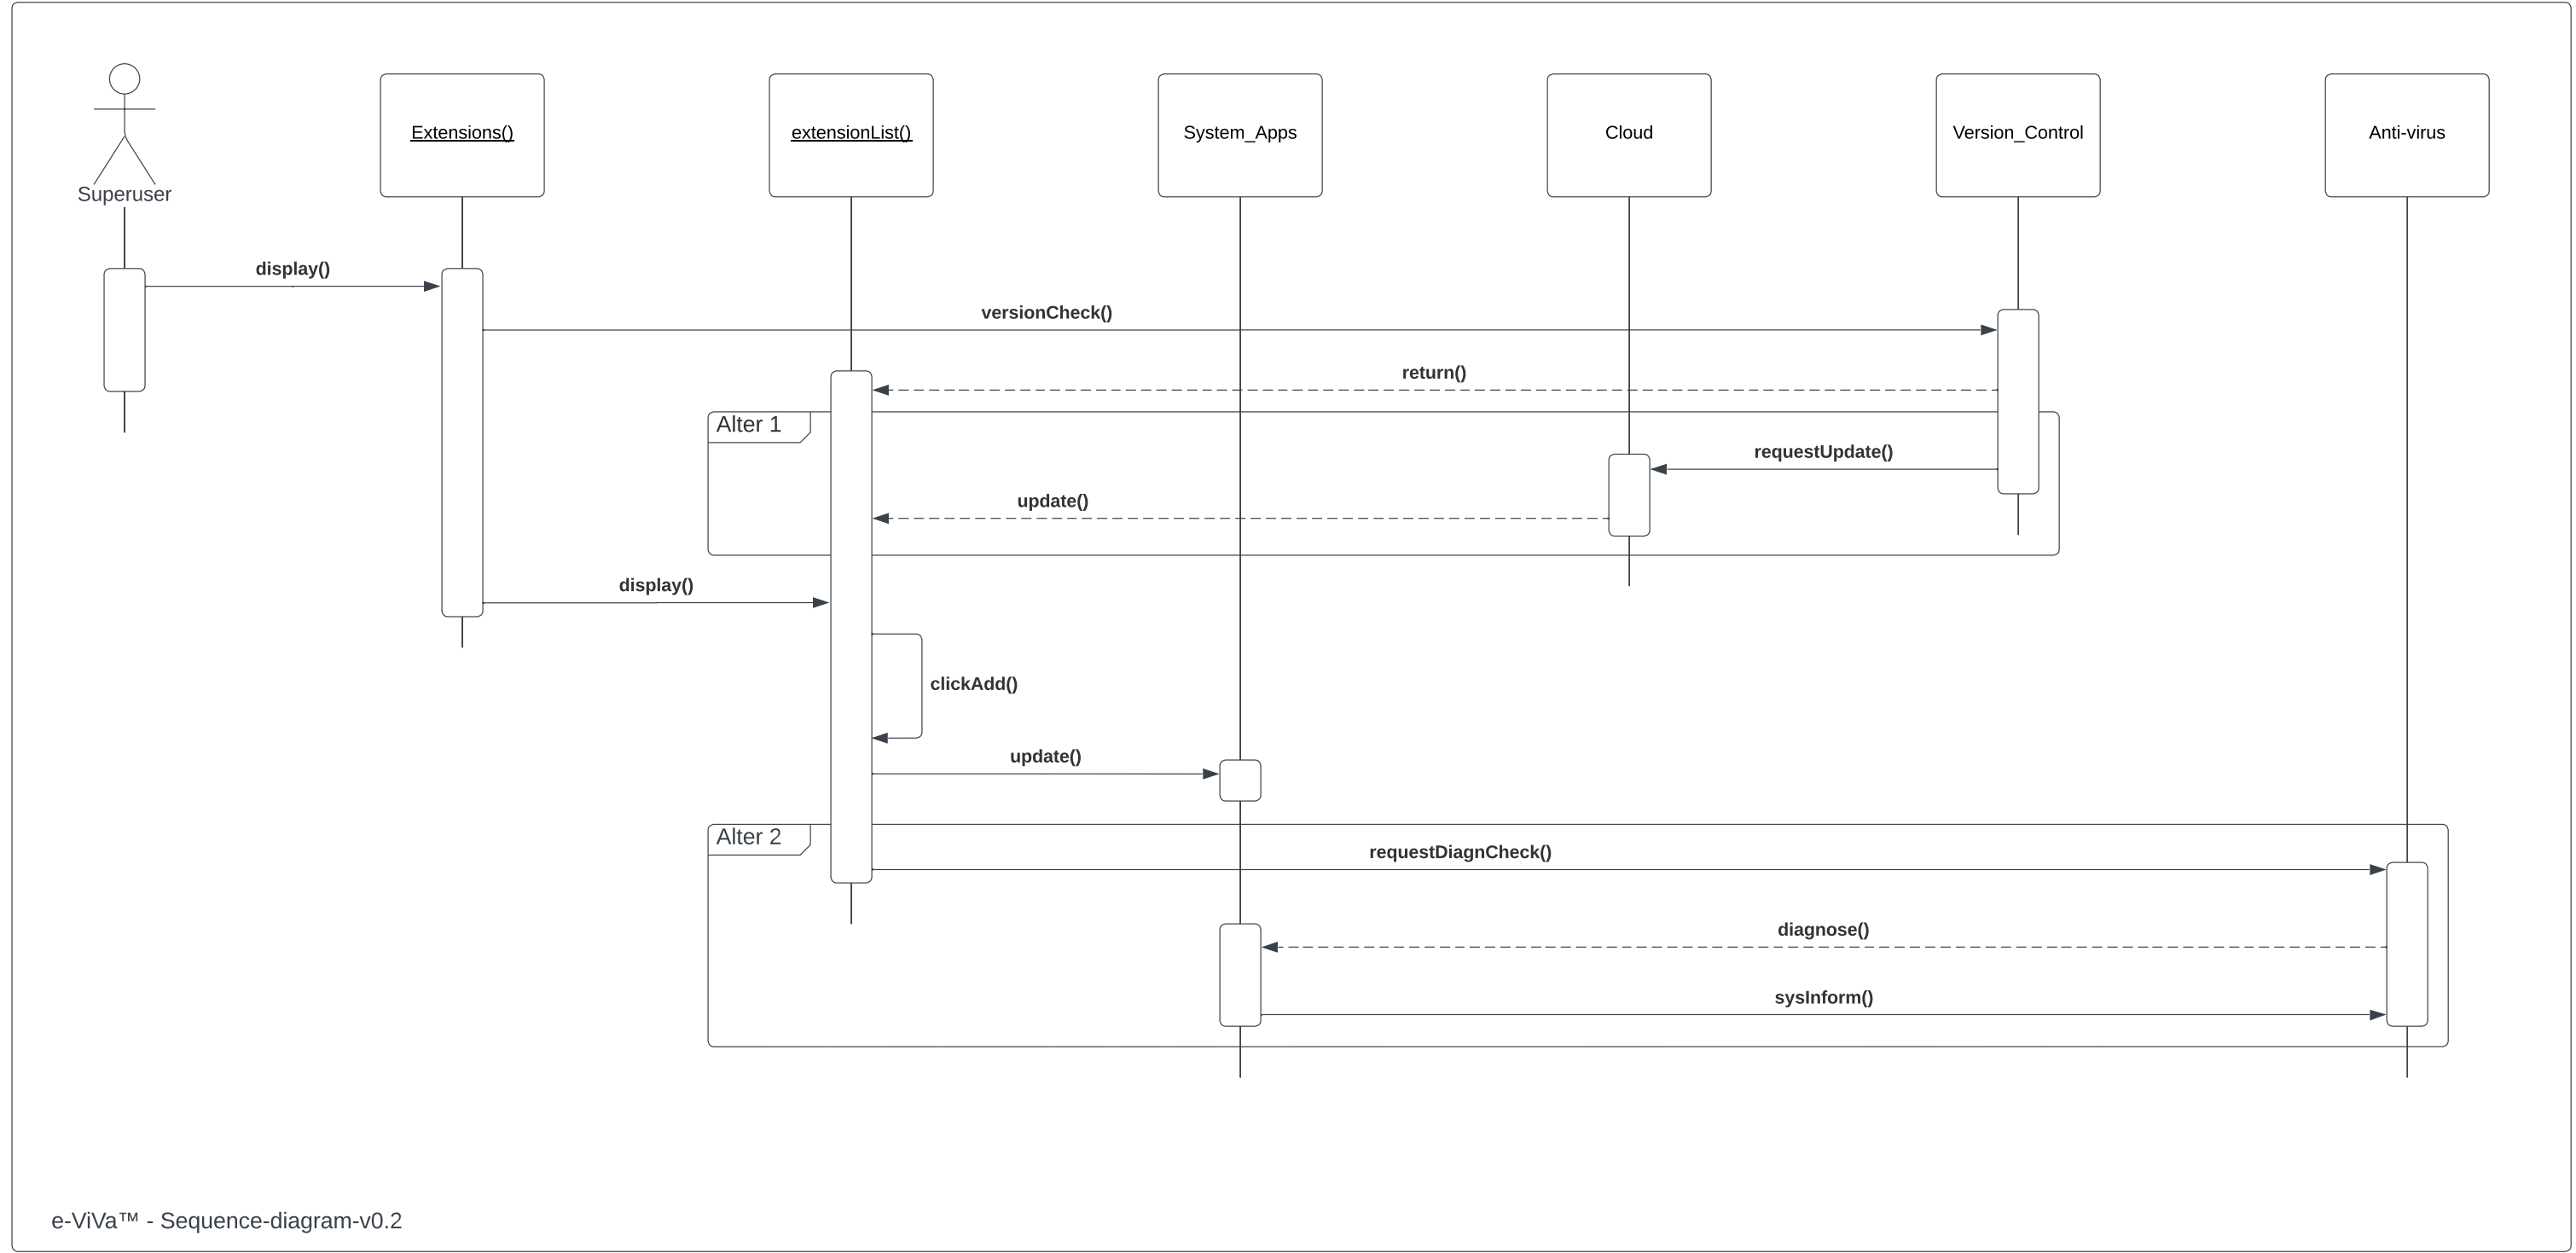 Superuser
Extensions()
extensionList()
System_Apps
Cloud
Version_Control
Anti-virus
display()
versionCheck()
return()
Alter 1
requestUpdate()
update()
display()
clickAdd()
update()
Alter 2
requestDiagnCheck()
diagnose()
sysInform()
e-ViVa™ - Sequence-diagram-v0.2